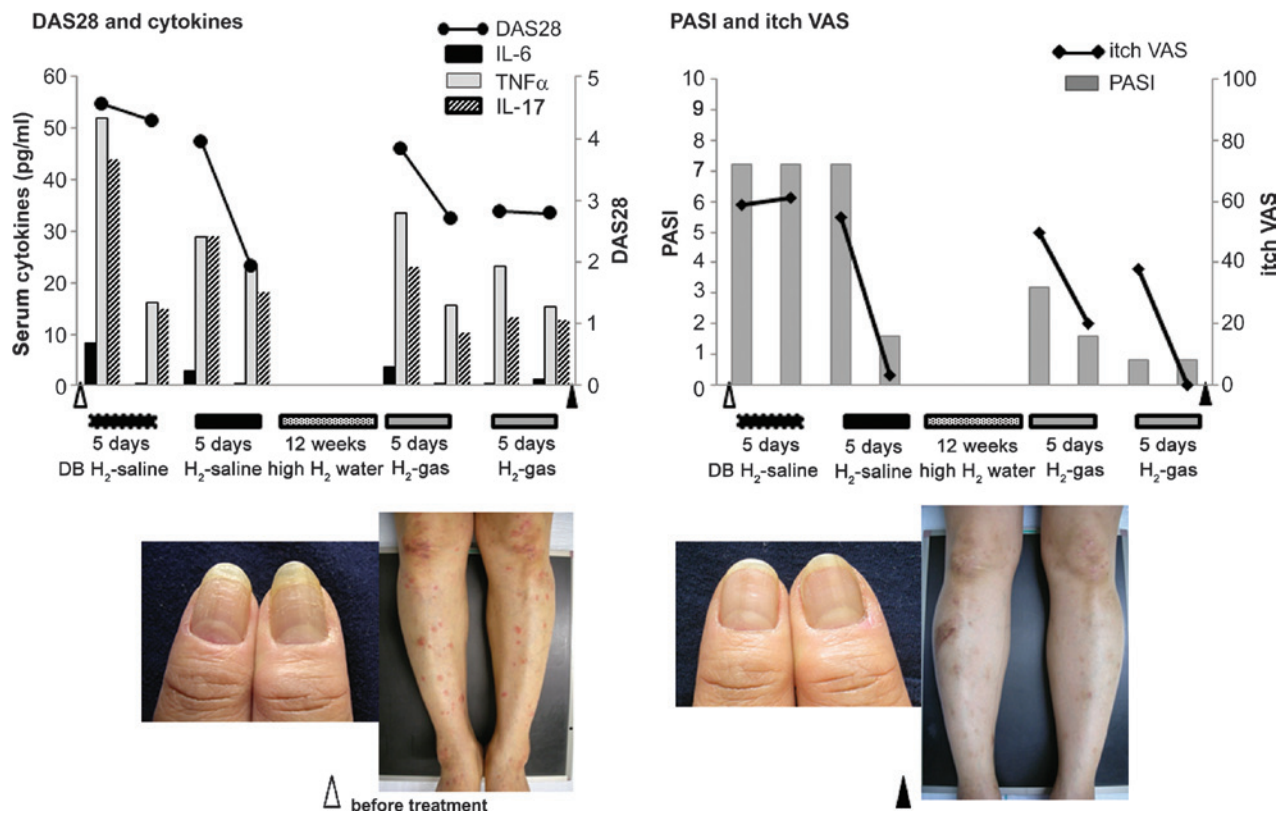 DAS28 and cytokines
DAS28
IL-6
TNFα
IL-17
Serum cytokines (pg/ml)
60
50
40
30
20
10
0
5
4
3
2
1
0
DAS28
5 days
DB H₂-saline
5 days
H₂-saline
12 weeks
high H₂ water
5 days
H₂-gas
5 days
H₂-gas
PASI and itch VAS
itch VAS
PASI
PASI
10
9
8
7
6
5
4
3
2
1
0
100
80
60
40
20
0
itch VAS
5 days
DB H₂-saline
5 days
H₂-saline
12 weeks
high H₂ water
5 days
H₂-gas
5 days
H₂-gas
before treatment